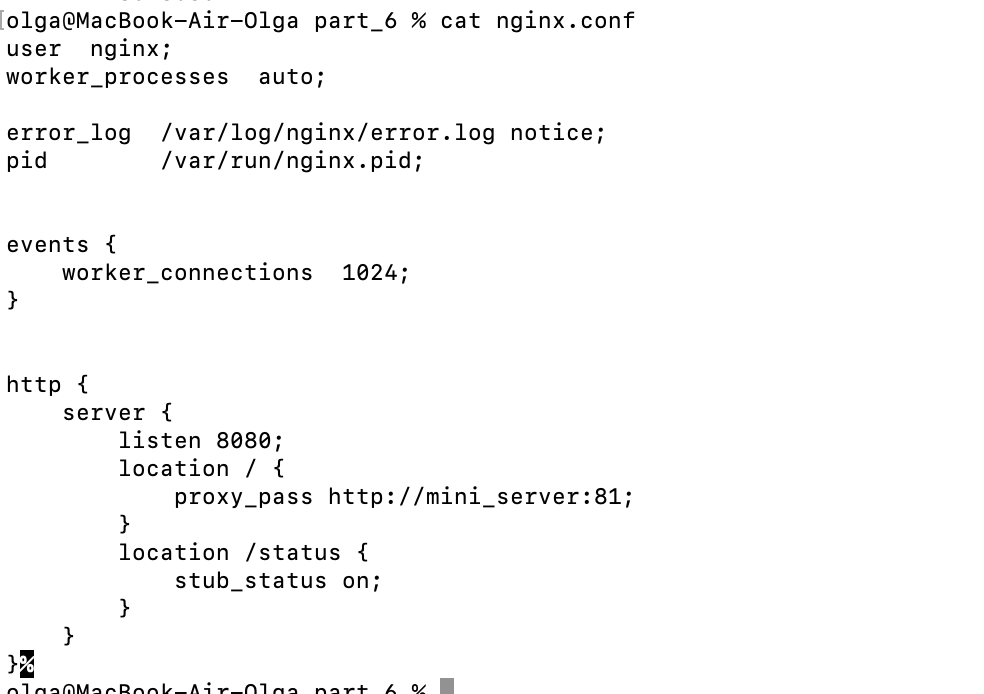 olga@MacBook-Air-Olga part_6 % cat nginx.conf
user  nginx;
worker_processes  auto;

error_log  /var/log/nginx/error.log notice;
pid        /var/run/nginx.pid;


events {
    worker_connections  1024;
}


http {
    server {
        listen 8080;
        location / {
            proxy_pass http://mini_server:81;
        }
        location /status {
            stub_status on;
        }
    }
}%
olga@MacBook-Air-Olga part_6 %